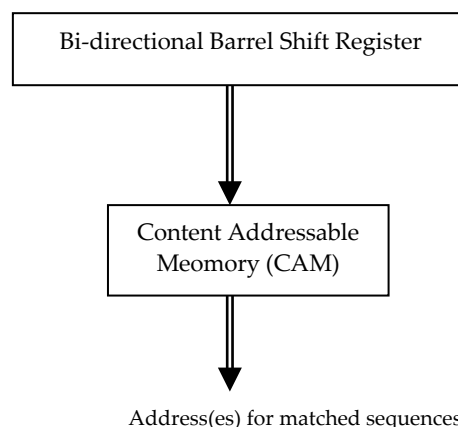 Bi-directional Barrel Shift Register
Content Addressable
Meomory (CAM)
Address(es) for matched sequences